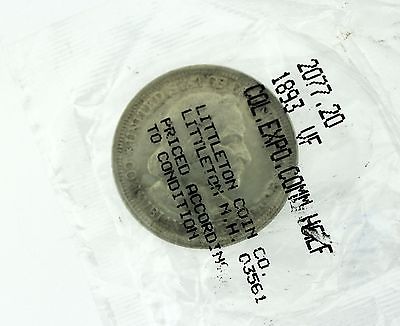 2077.20
1893 VF
COL.EXPO.COMM HALF
LITTLETON COIN CO.
LITTLETON N.H. 03561
PRICED ACCORDING
TO CONDITION